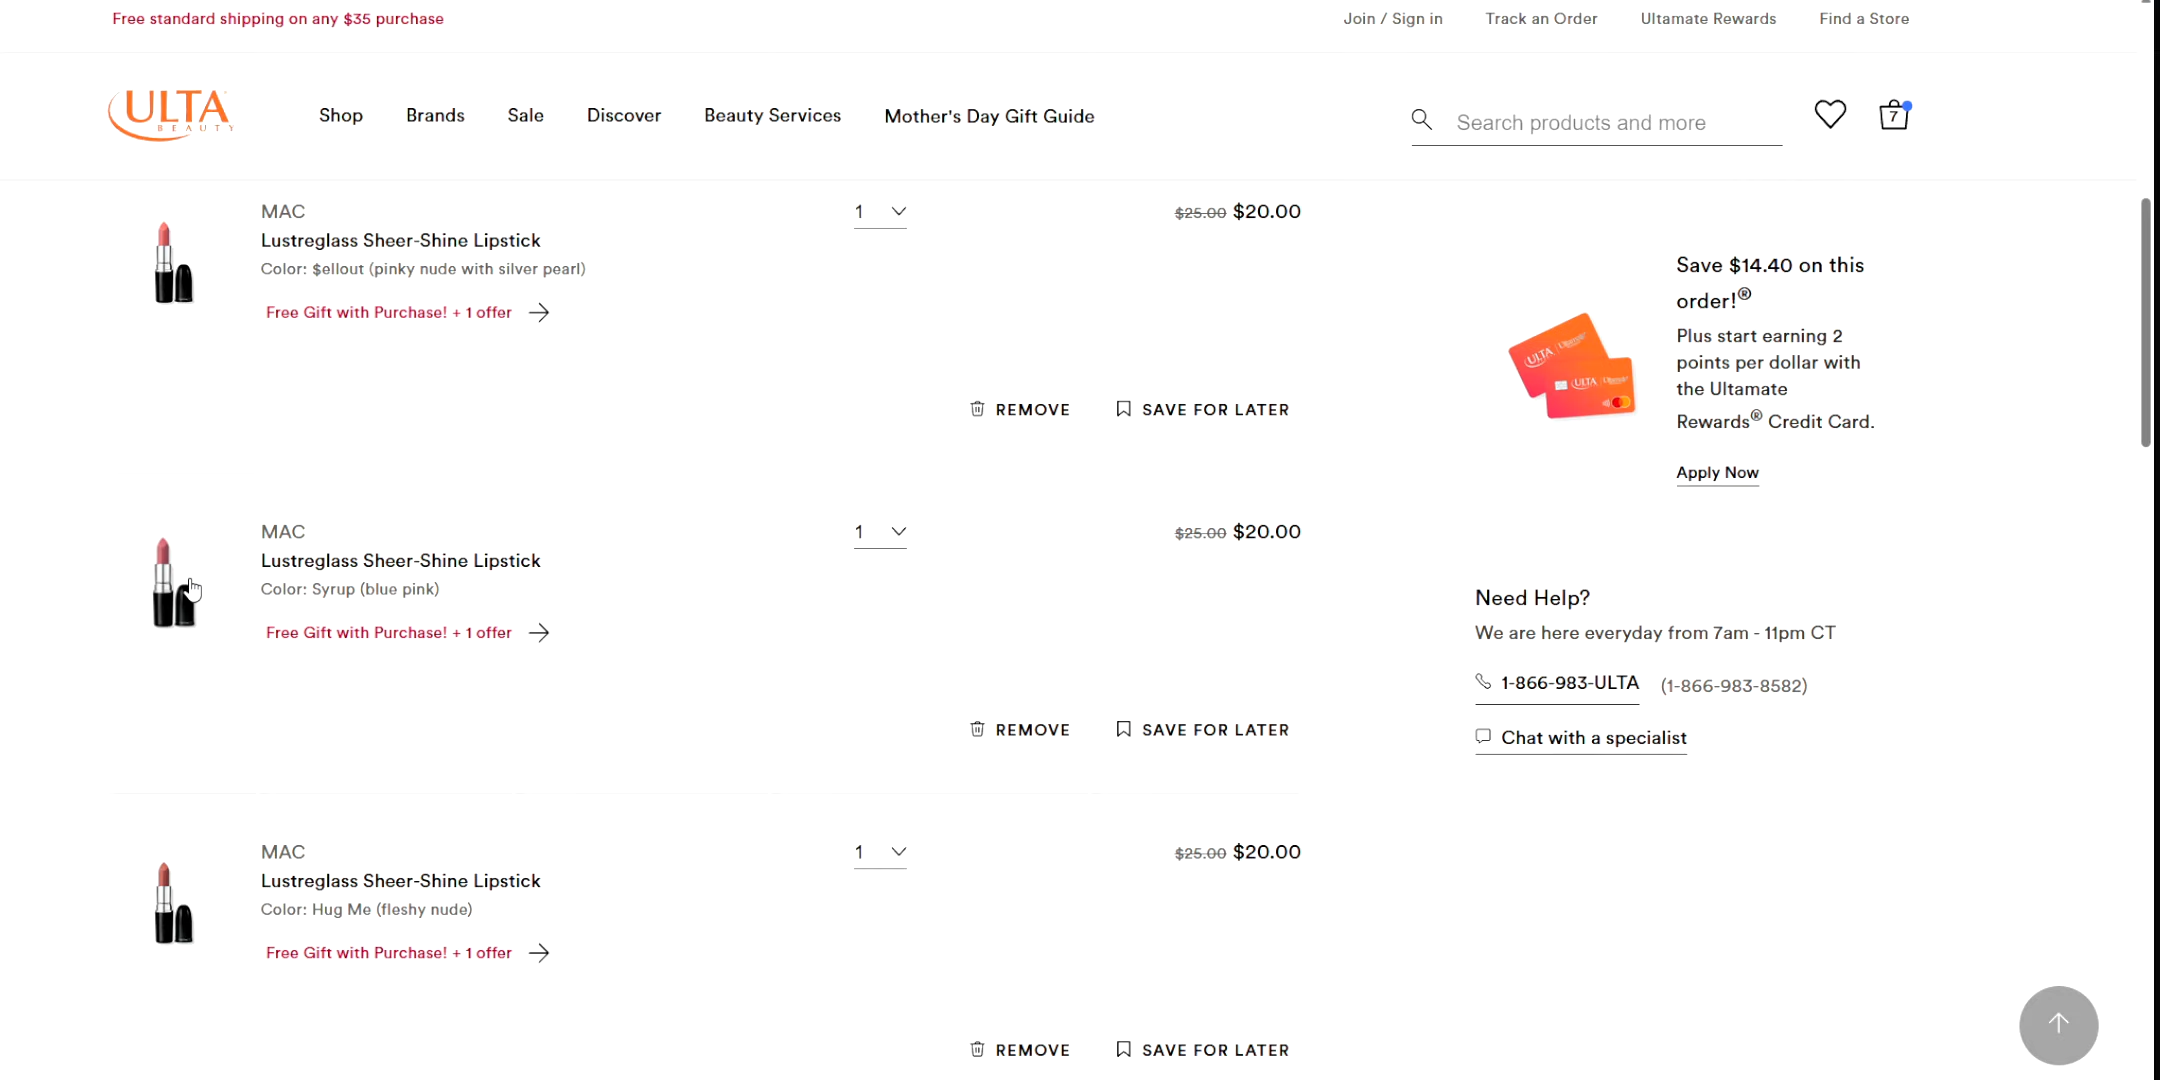 Free standard shipping on any $35 purchase
Join / Sign in
Track an Order
Ultamate Rewards
Find a Store
ULTA
BEAUTY
Shop
Brands
Sale
Discover
Beauty Services
Mother's Day Gift Guide
Search products and more
7
MAC
1
$25.00 $20.00
Lustreglass Sheer-Shine Lipstick
Color: $ellout (pinky nude with silver pearl)
Free Gift with Purchase! + 1 offer
REMOVE
SAVE FOR LATER
MAC
1
$25.00 $20.00
Lustreglass Sheer-Shine Lipstick
Color: Syrup (blue pink)
Free Gift with Purchase! + 1 offer
REMOVE
SAVE FOR LATER
MAC
1
$25.00 $20.00
Lustreglass Sheer-Shine Lipstick
Color: Hug Me (fleshy nude)
Free Gift with Purchase! + 1 offer
REMOVE
SAVE FOR LATER
Save $14.40 on this
order!®
Plus start earning 2
points per dollar with
the Ultamate
Rewards® Credit Card.
Apply Now
ULTA
ULTA
Need Help?
We are here everyday from 7am - 11pm CT
1-866-983-ULTA (1-866-983-8582)
Chat with a specialist